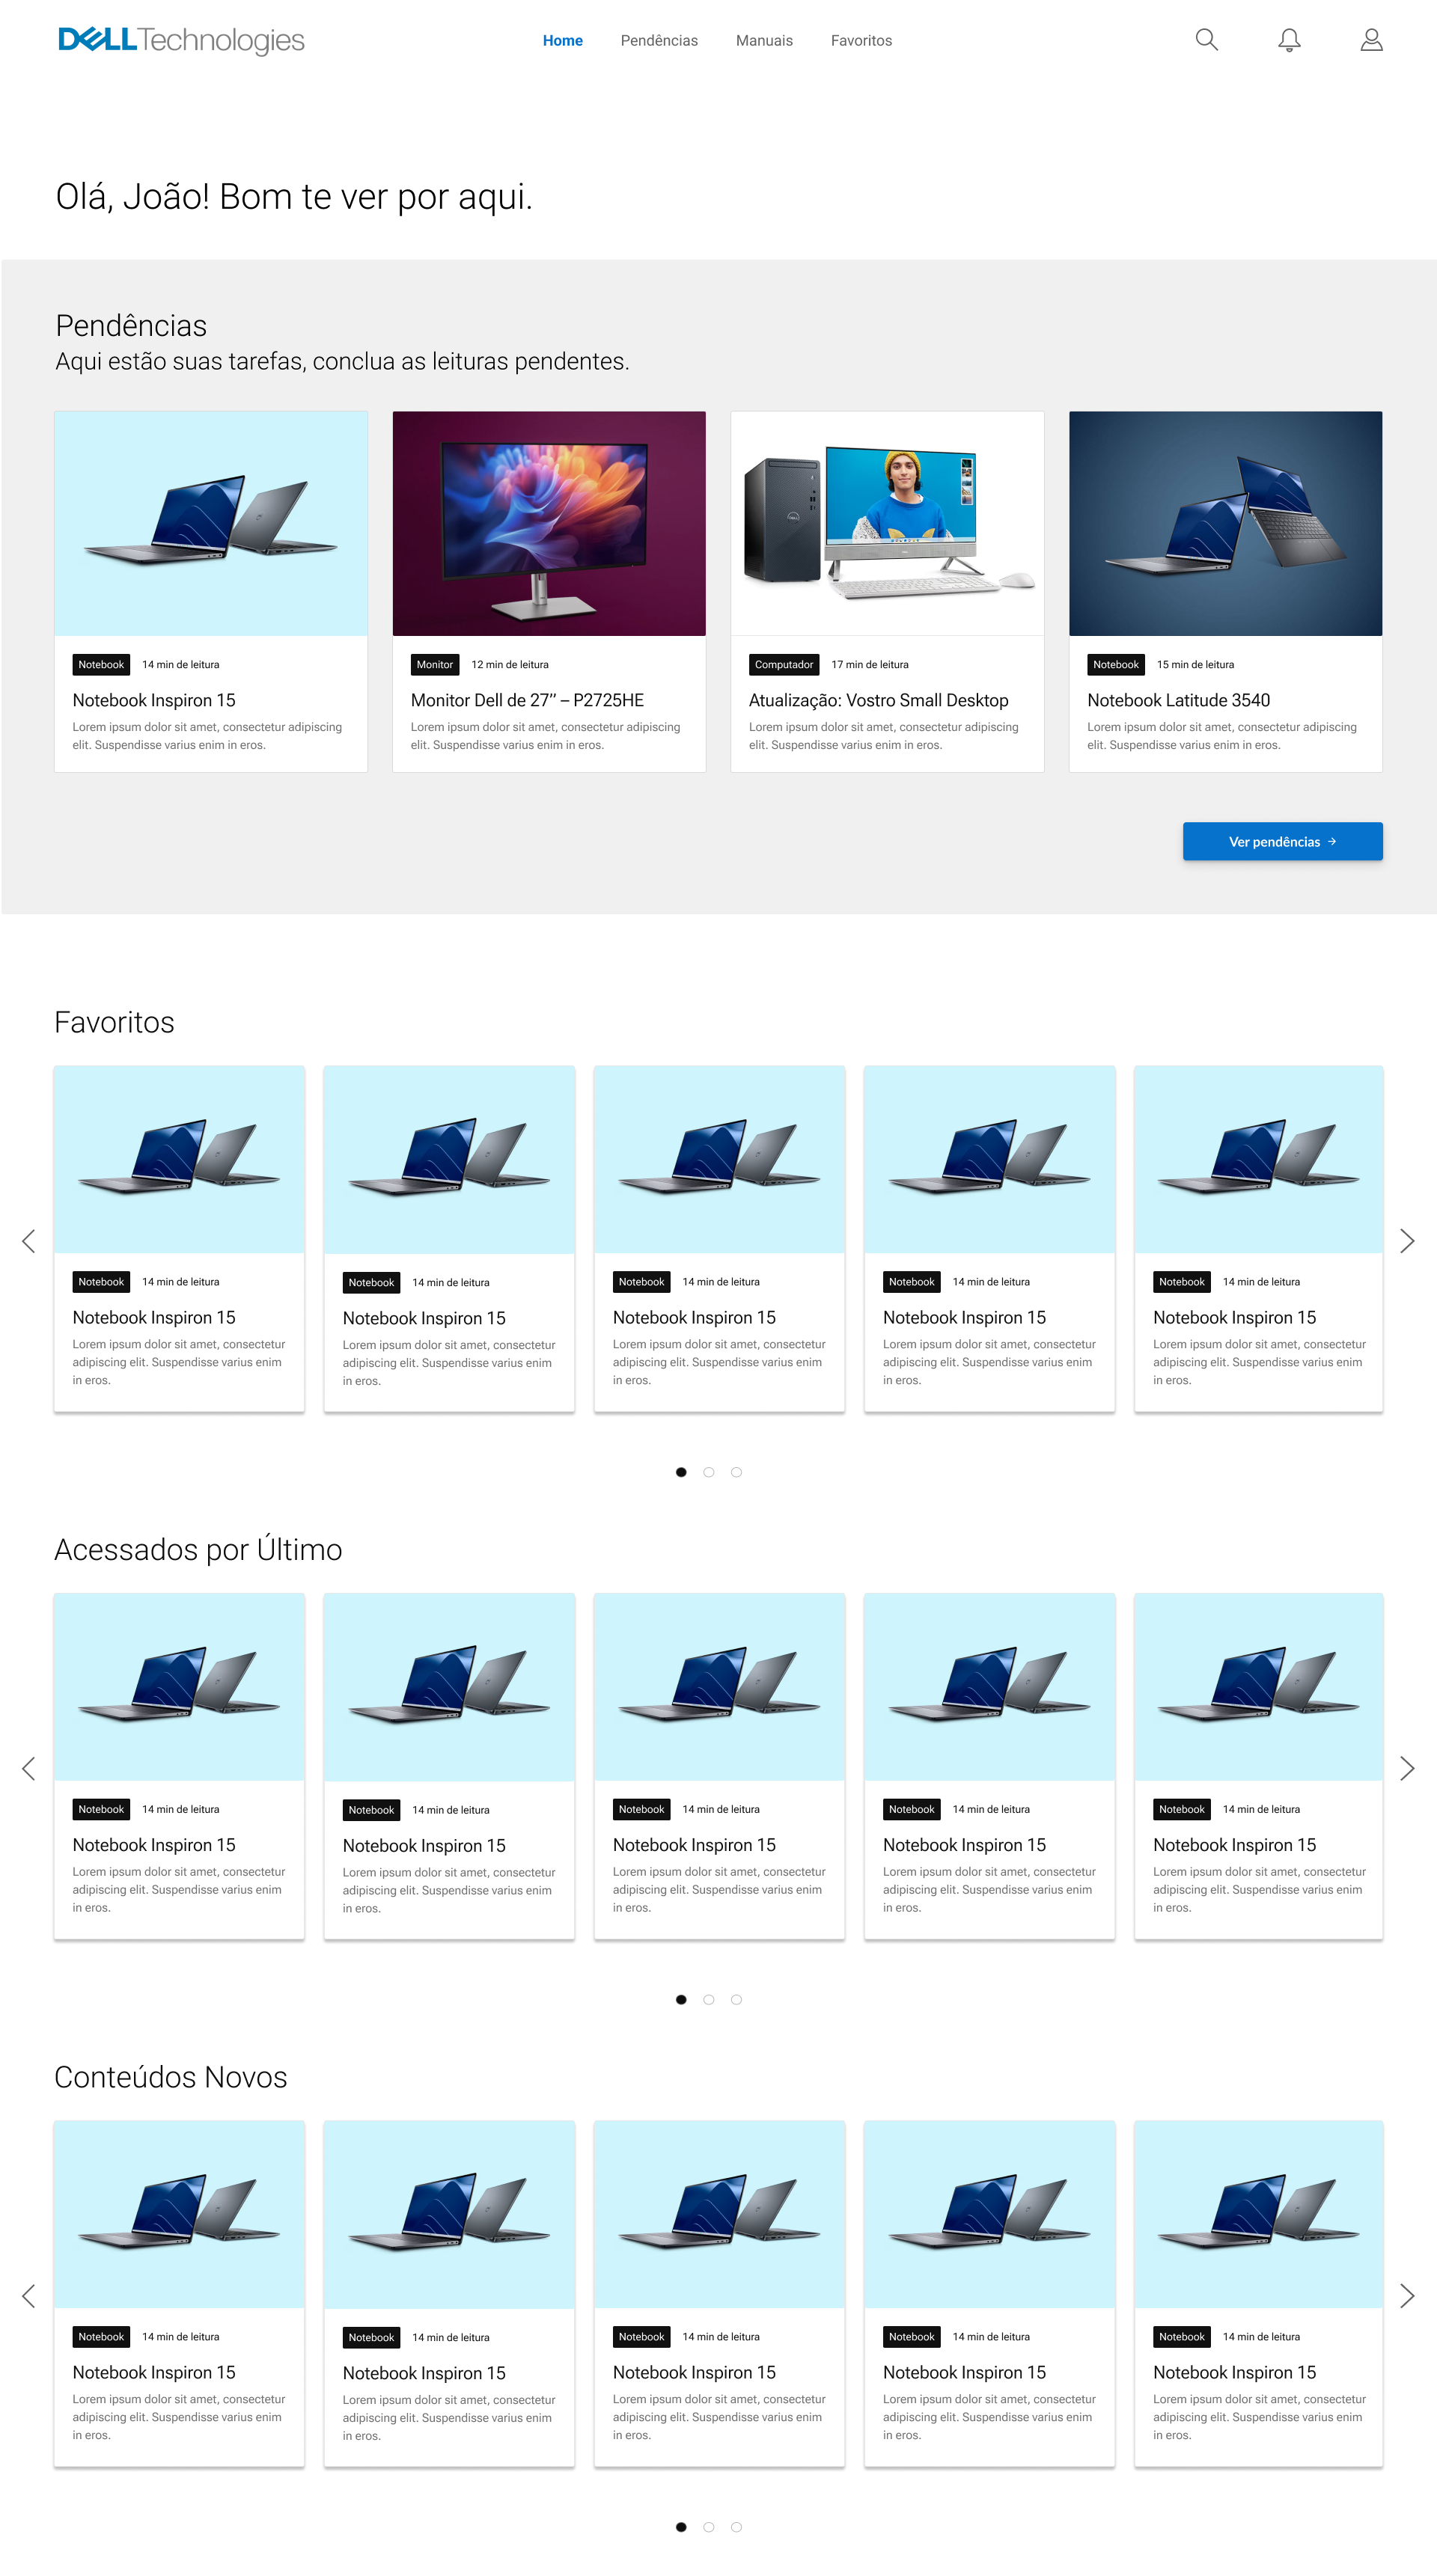 DELLTechnologies
Home Pendências Manuais Favoritos
Olá, João! Bom te ver por aqui.
Pendências
Aqui estão suas tarefas, conclua as leituras pendentes.
Notebook 14 min de leitura
Notebook Inspiron 15
Lorem ipsum dolor sit amet, consectetur adipiscing
elit. Suspendisse varius enim in eros.
Monitor 12 min de leitura
Monitor Dell de 27” – P2725HE
Lorem ipsum dolor sit amet, consectetur adipiscing
elit. Suspendisse varius enim in eros.
Computador 17 min de leitura
Atualização: Vostro Small Desktop
Lorem ipsum dolor sit amet, consectetur adipiscing
elit. Suspendisse varius enim in eros.
Notebook 15 min de leitura
Notebook Latitude 3540
Lorem ipsum dolor sit amet, consectetur adipiscing
elit. Suspendisse varius enim in eros.
Ver pendências →
Favoritos
Notebook 14 min de leitura
Notebook Inspiron 15
Lorem ipsum dolor sit amet, consectetur
adipiscing elit. Suspendisse varius enim
in eros.
Notebook 14 min de leitura
Notebook Inspiron 15
Lorem ipsum dolor sit amet, consectetur
adipiscing elit. Suspendisse varius enim
in eros.
Notebook 14 min de leitura
Notebook Inspiron 15
Lorem ipsum dolor sit amet, consectetur
adipiscing elit. Suspendisse varius enim
in eros.
Notebook 14 min de leitura
Notebook Inspiron 15
Lorem ipsum dolor sit amet, consectetur
adipiscing elit. Suspendisse varius enim
in eros.
Notebook 14 min de leitura
Notebook Inspiron 15
Lorem ipsum dolor sit amet, consectetur
adipiscing elit. Suspendisse varius enim
in eros.
Acessados por Último
Notebook 14 min de leitura
Notebook Inspiron 15
Lorem ipsum dolor sit amet, consectetur
adipiscing elit. Suspendisse varius enim
in eros.
Notebook 14 min de leitura
Notebook Inspiron 15
Lorem ipsum dolor sit amet, consectetur
adipiscing elit. Suspendisse varius enim
in eros.
Notebook 14 min de leitura
Notebook Inspiron 15
Lorem ipsum dolor sit amet, consectetur
adipiscing elit. Suspendisse varius enim
in eros.
Notebook 14 min de leitura
Notebook Inspiron 15
Lorem ipsum dolor sit amet, consectetur
adipiscing elit. Suspendisse varius enim
in eros.
Notebook 14 min de leitura
Notebook Inspiron 15
Lorem ipsum dolor sit amet, consectetur
adipiscing elit. Suspendisse varius enim
in eros.
Conteúdos Novos
Notebook 14 min de leitura
Notebook Inspiron 15
Lorem ipsum dolor sit amet, consectetur
adipiscing elit. Suspendisse varius enim
in eros.
Notebook 14 min de leitura
Notebook Inspiron 15
Lorem ipsum dolor sit amet, consectetur
adipiscing elit. Suspendisse varius enim
in eros.
Notebook 14 min de leitura
Notebook Inspiron 15
Lorem ipsum dolor sit amet, consectetur
adipiscing elit. Suspendisse varius enim
in eros.
Notebook 14 min de leitura
Notebook Inspiron 15
Lorem ipsum dolor sit amet, consectetur
adipiscing elit. Suspendisse varius enim
in eros.
Notebook 14 min de leitura
Notebook Inspiron 15
Lorem ipsum dolor sit amet, consectetur
adipiscing elit. Suspendisse varius enim
in eros.